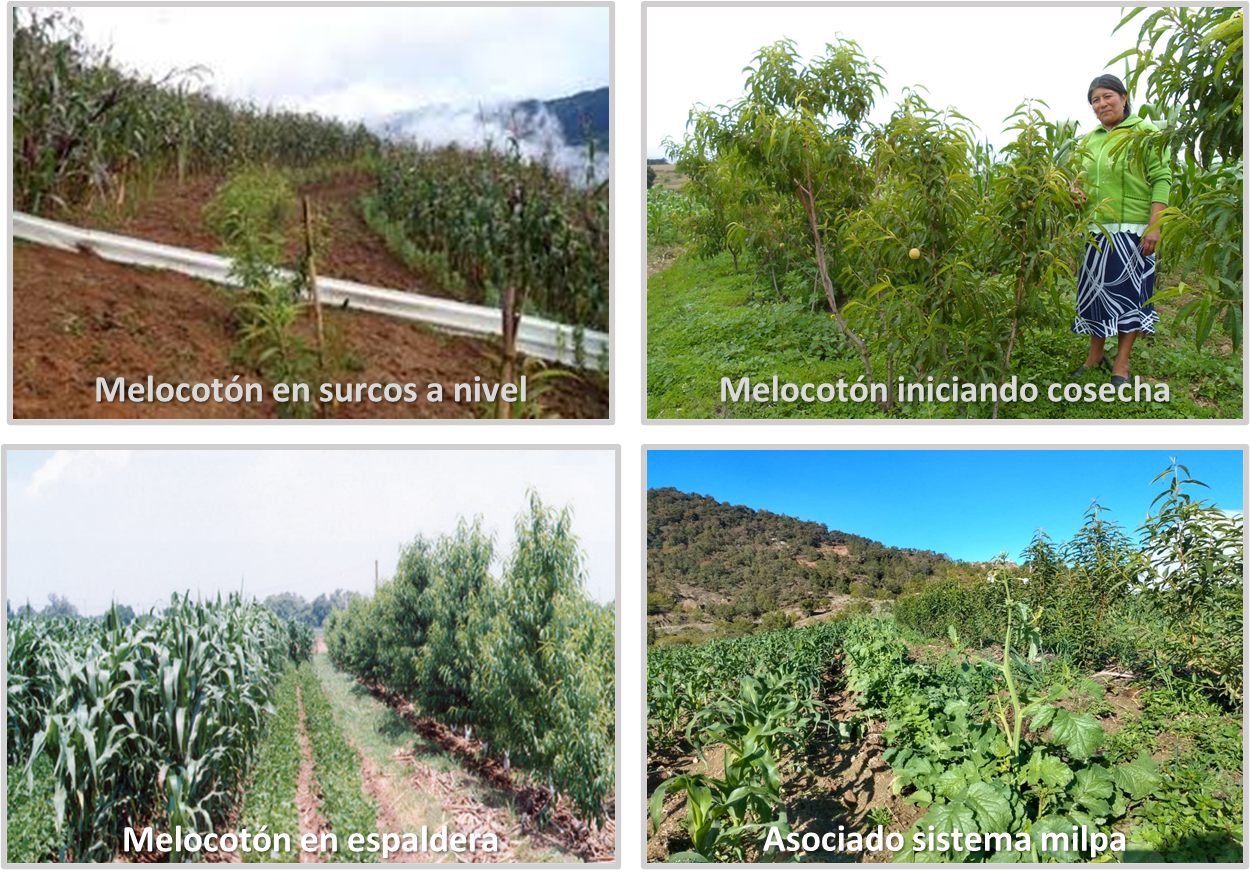 Melocotón en surcos a nivel
Melocotón iniciando cosecha
Melocotón en espaldera
Asociado sistema milpa